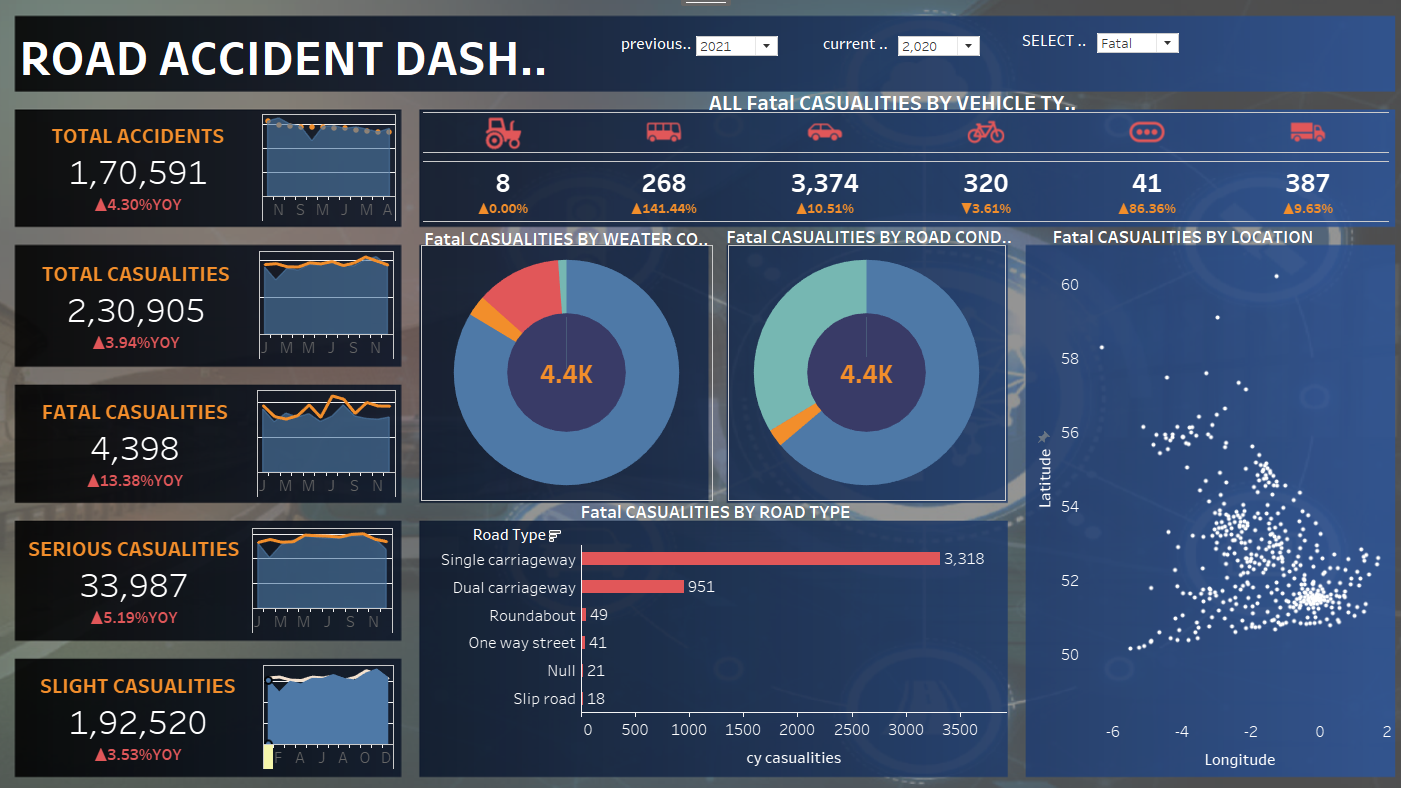 ROAD ACCIDENT DASH..
previous.. 2021
current .. 2,020
SELECT .. Fatal
TOTAL ACCIDENTS
1,70,591
▲4.30%YOY
N S M J M A
TOTAL CASUALITIES
2,30,905
▲3.94%YOY
J M M J S N
FATAL CASUALITIES
4,398
▲13.38%YOY
J M M J S N
SERIOUS CASUALITIES
33,987
▲5.19%YOY
J M M J S N
SLIGHT CASUALITIES
1,92,520
▲3.53%YOY
F A J A O D
ALL Fatal CASUALITIES BY VEHICLE TY..
8 268 3,374 320 41 387
▲0.00% ▲141.44% ▲10.51% ▼3.61% ▲86.36% ▲9.63%
Fatal CASUALITIES BY WEATER CO..
4.4K
Fatal CASUALITIES BY ROAD COND..
4.4K
Fatal CASUALITIES BY ROAD TYPE
Road Type
Single carriageway 3,318
Dual carriageway 951
Roundabout 49
One way street 41
Null 21
Slip road 18
0 500 1000 1500 2000 2500 3000 3500
cy casualities
Fatal CASUALITIES BY LOCATION
60
58
56
54
52
50
Latitude
-6 -4 -2 0 2
Longitude